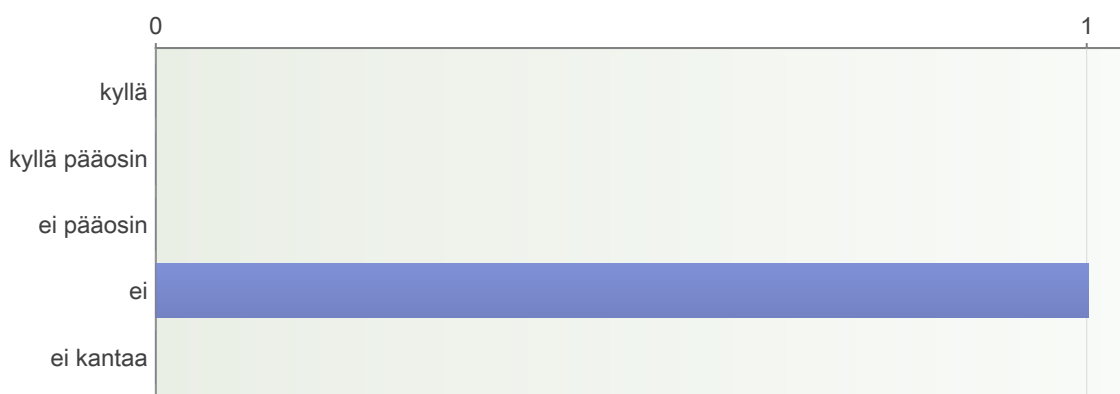 0 1
kyllä
kyllä pääosin
ei pääosin
ei
ei kantaa